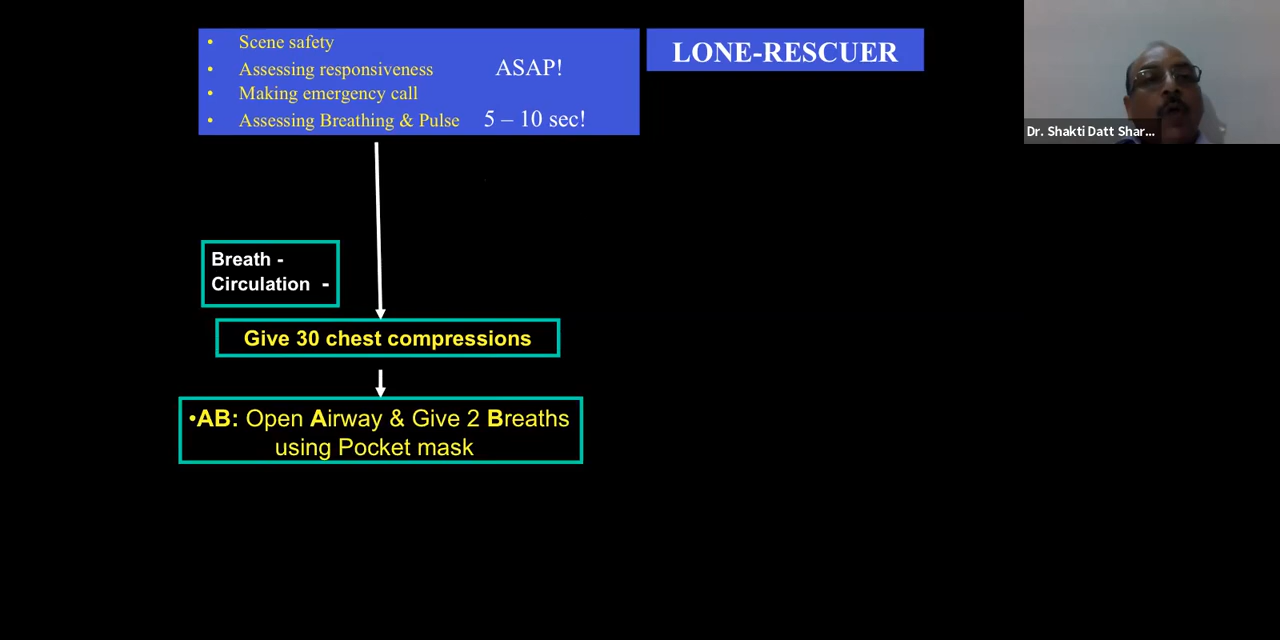 • Scene safety
• Assessing responsiveness ASAP!
• Making emergency call
• Assessing Breathing & Pulse 5 – 10 sec!
LONE-RESCUER
Dr. Shakti Datt Shar...
Breath -
Circulation -
Give 30 chest compressions
•AB: Open Airway & Give 2 Breaths
using Pocket mask